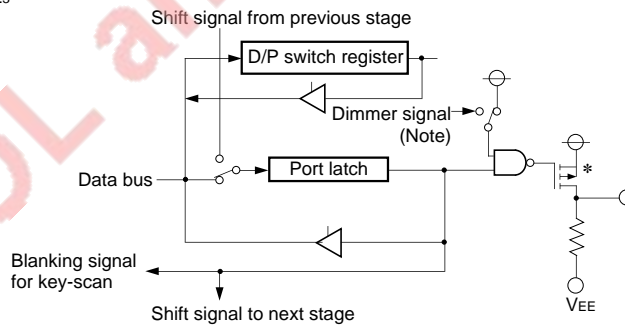 Shift signal from previous stage
D/P switch register
Dimmer signal
(Note)
Data bus
Port latch
*
Blanking signal
for key-scan
VEE
Shift signal to next stage